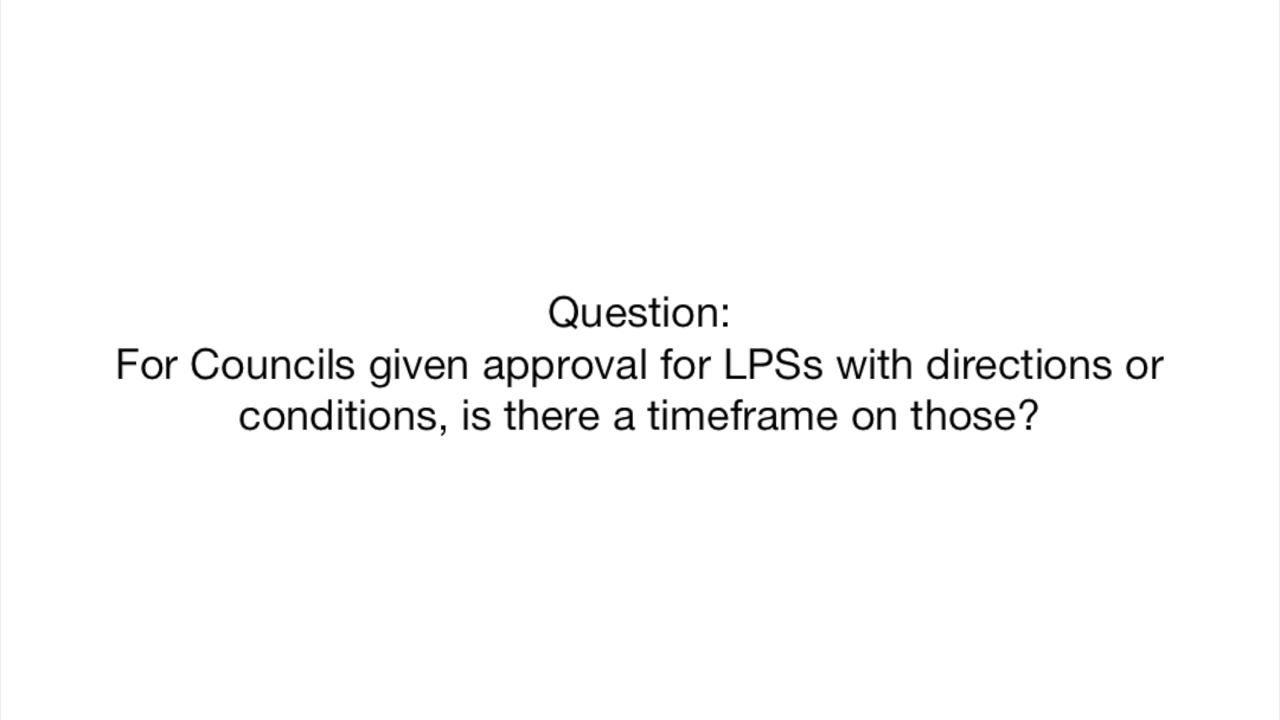 Question:
For Councils given approval for LPSs with directions or
conditions, is there a timeframe on those?